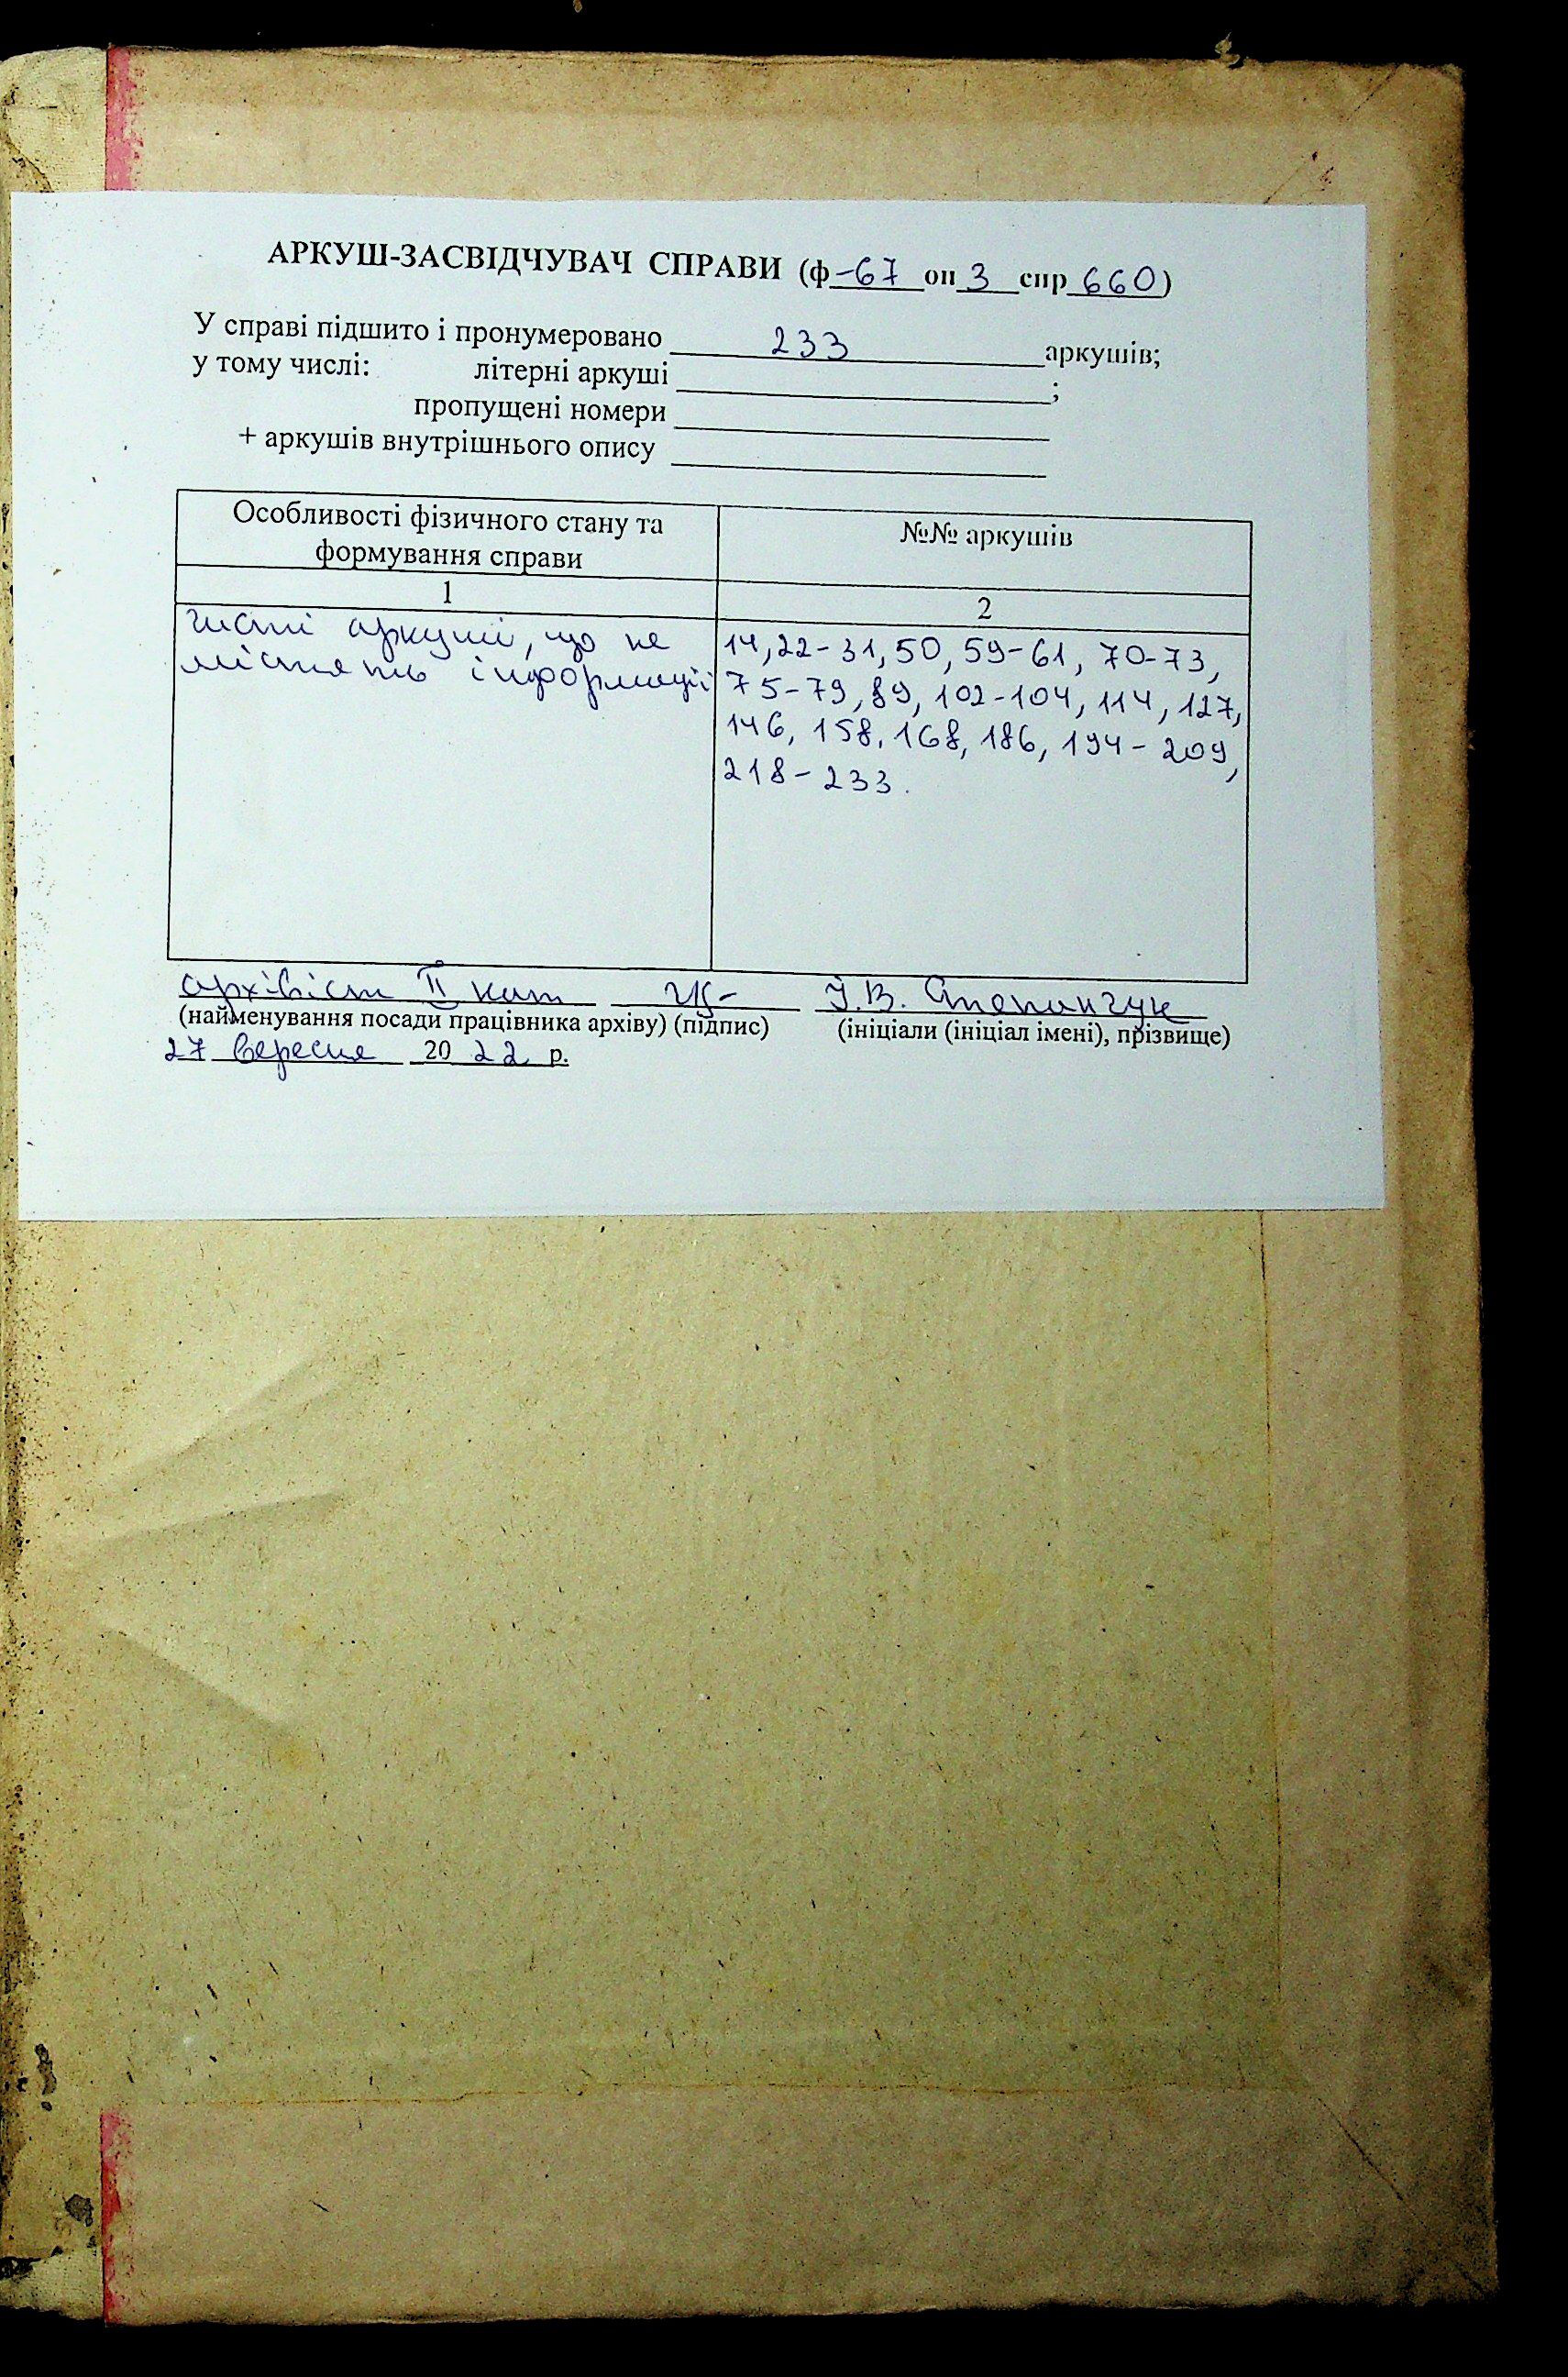 АРКУШ-ЗАСВІДЧУВАЧ СПРАВИ (ф -67 оп 3 спр 660)
У справі підшито і пронумеровано 233 аркушів;
у тому числі: літерні аркуші ;
пропущені номери
+ аркушів внутрішнього опису
Особливості фізичного стану та
формування справи
№№ аркушів
1
2
Чисті аркуші, що не
містять інформації
14, 22-31, 50, 59-61, 70-73,
75-79, 89, 102-104, 114, 127,
146, 158, 168, 186, 194-209,
218-233.
архівіст ІІ кат І.В. Степанчук
(найменування посади працівника архіву) (підпис) (ініціали (ініціал імені), прізвище)
27 вересня 2022 р.